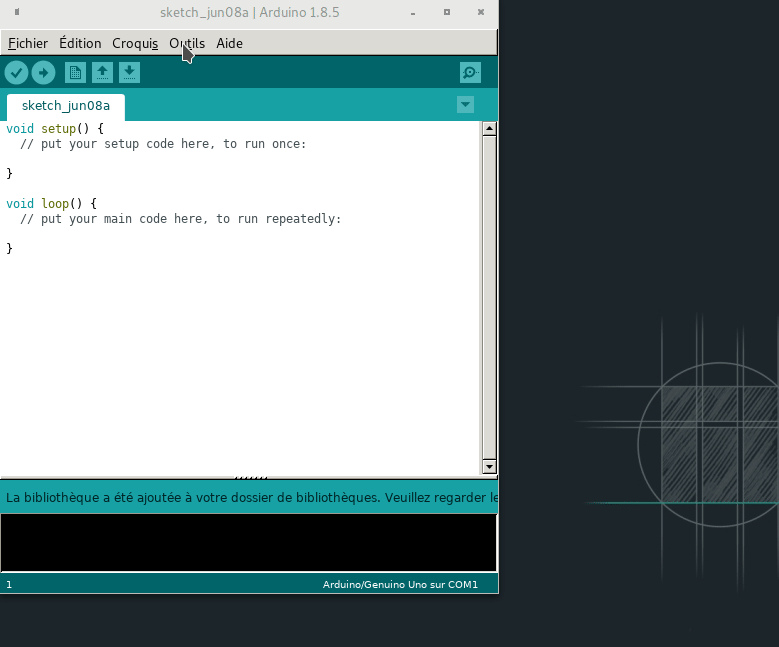 sketch_jun08a | Arduino 1.8.5
Fichier Édition Croquis Outils Aide
sketch_jun08a
void setup() {
  // put your setup code here, to run once:
}
void loop() {
  // put your main code here, to run repeatedly:
}
La bibliothèque a été ajoutée à votre dossier de bibliothèques. Veuillez regarder le
1 Arduino/Genuino Uno sur COM1